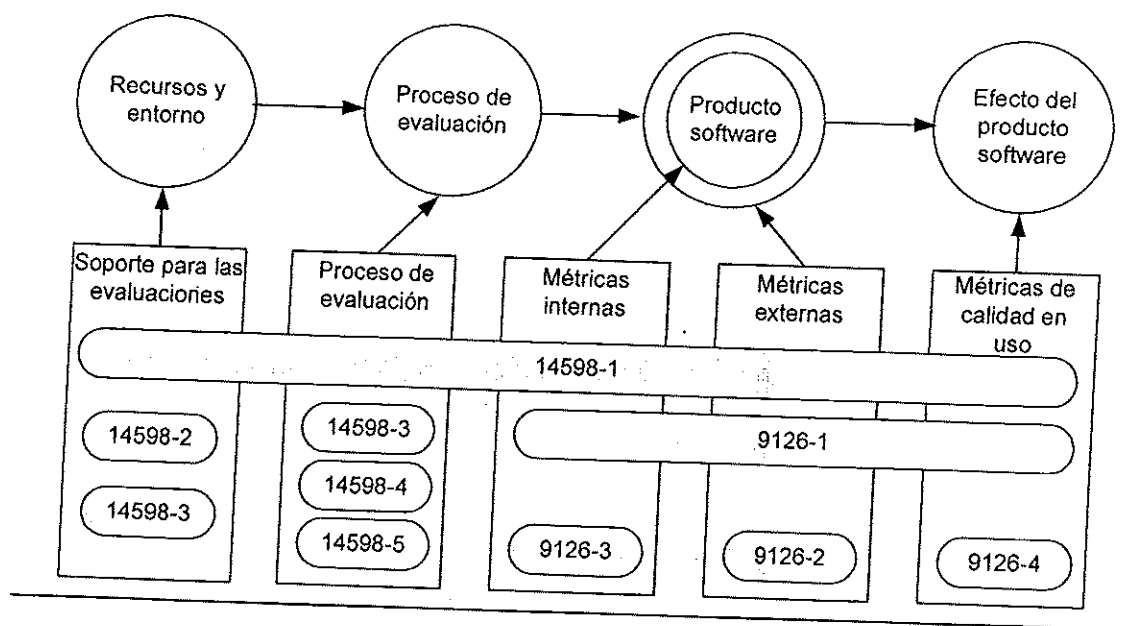 Recursos y
entorno
Proceso de
evaluación
Producto
software
Efecto del
producto
software
Soporte para las
evaluaciones
Proceso de
evaluación
Métricas
internas
Métricas
externas
Métricas de
calidad en
uso
14598-1
14598-2
14598-3
9126-1
14598-3
14598-4
14598-5
9126-3
9126-2
9126-4